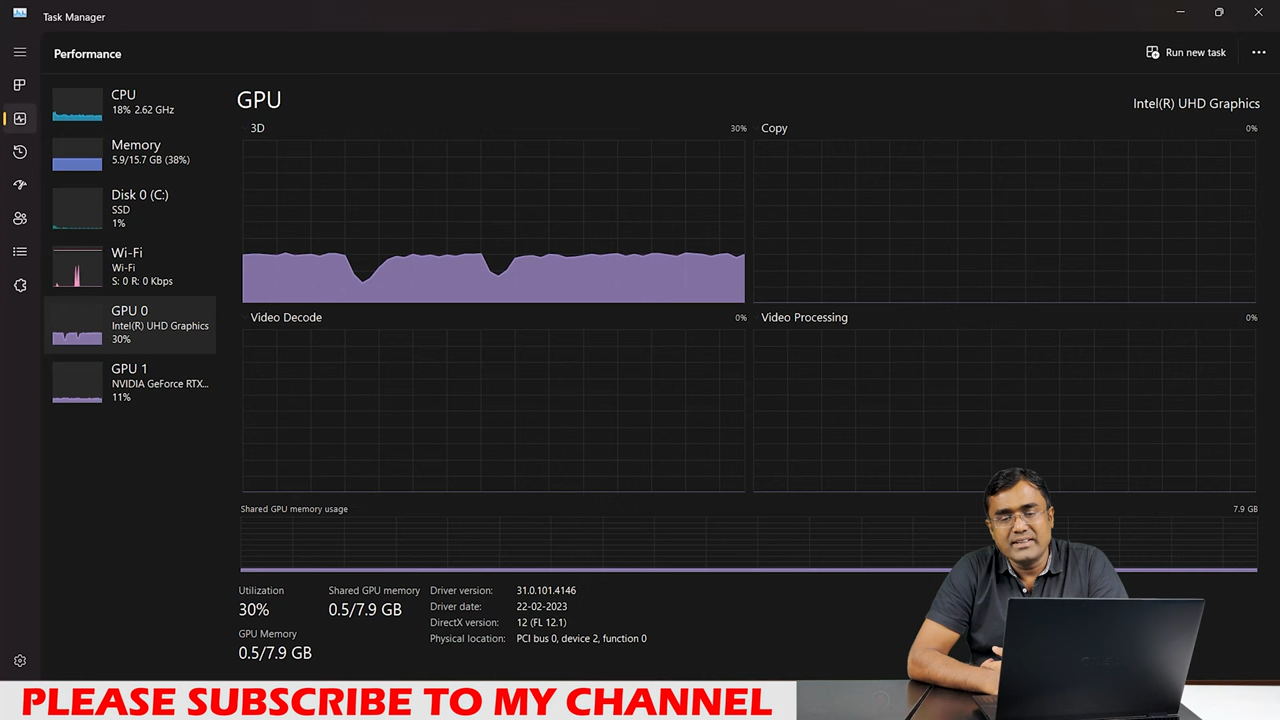 Task Manager
Performance
Run new task
CPU
18% 2.62 GHz
Memory
5.9/15.7 GB (38%)
Disk 0 (C:)
SSD
1%
Wi-Fi
Wi-Fi
S: 0 R: 0 Kbps
GPU 0
Intel(R) UHD Graphics
30%
GPU 1
NVIDIA GeForce RTX...
11%
GPU
Intel(R) UHD Graphics
3D
30%
Copy
0%
Video Decode
0%
Video Processing
0%
Shared GPU memory usage
7.9 GB
Utilization
30%
Shared GPU memory
0.5/7.9 GB
GPU Memory
0.5/7.9 GB
Driver version: 31.0.101.4146
Driver date: 22-02-2023
DirectX version: 12 (FL 12.1)
Physical location: PCI bus 0, device 2, function 0
PLEASE SUBSCRIBE TO MY CHANNEL